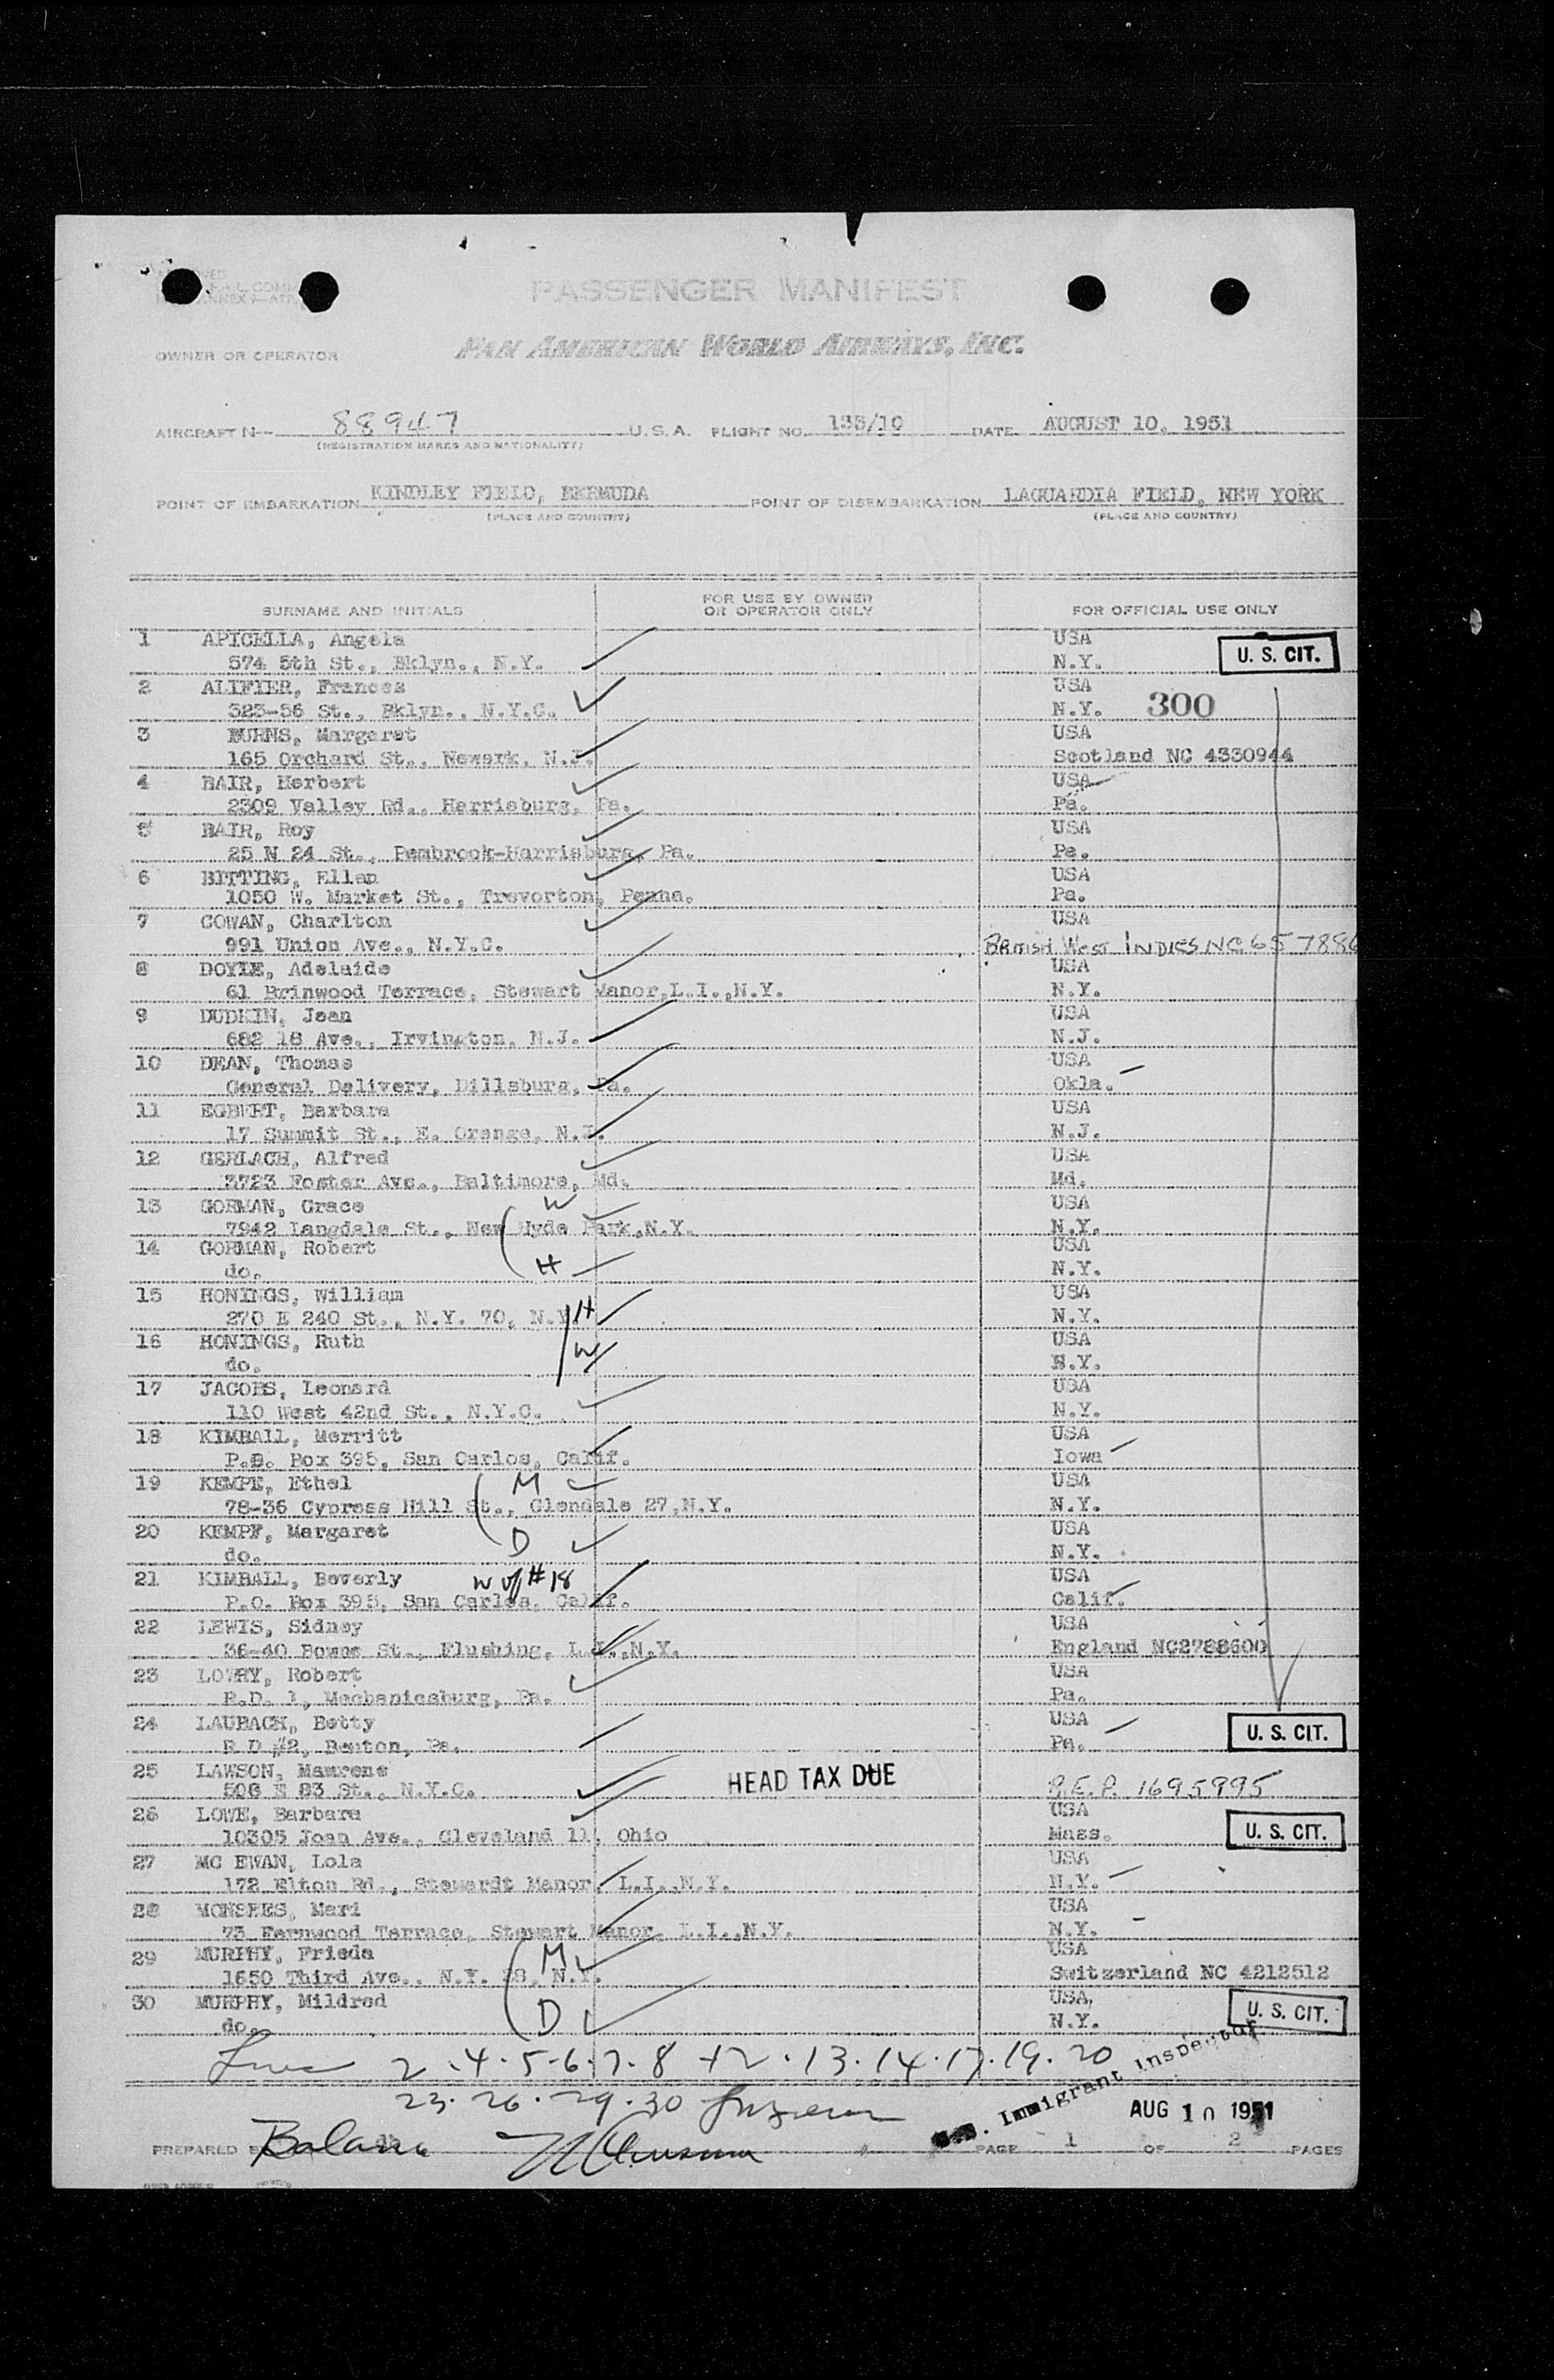 PASSENGER MANIFEST
OWNER OR OPERATOR PAN AMERICAN WORLD AIRWAYS, INC.
AIRCRAFT N— 88947 U.S.A. FLIGHT NO. 133/10 DATE AUGUST 10, 1951
(REGISTRATION MARKS AND NATIONALITY)
POINT OF EMBARKATION KINDLEY FIELD, BERMUDA POINT OF DISEMBARKATION LAGUARDIA FIELD, NEW YORK
(PLACE AND COUNTRY) (PLACE AND COUNTRY)
SURNAME AND INITIALS FOR USE BY OWNER OR OPERATOR ONLY FOR OFFICIAL USE ONLY
1 APICELLA, Angela USA
574 5th St., Bklyn., N.Y. N.Y. U. S. CIT.
2 ALIFIER, Frances USA
323-56 St., Bklyn., N.Y.C. N.Y. 300
3 BURNS, Margaret USA
165 Orchard St., Newark, N.J. Scotland NC 4330944
4 BAIR, Herbert USA
2309 Valley Rd., Harrisburg, Pa. Pa.
5 BAIR, Roy USA
25 N 24 St., Penbrook-Harrisburg, Pa. Pa.
6 BITTING, Ellen USA
1050 W. Market St., Trevorton, Penna. Pa.
7 COWAN, Charlton USA
991 Union Ave., N.Y.C. BRITISH WEST INDIES NC 657886
8 DOYLE, Adelaide USA
61 Brinwood Terrace, Stewart Manor,L.I.,N.Y. N.Y.
9 DUDKIN, Jean USA
682 18 Ave., Irvington, N.J. N.J.
10 DEAN, Thomas USA
General Delivery, Dillsburg, Pa. Okla.
11 EGBERT, Barbara USA
17 Summit St., E. Orange, N.J. N.J.
12 GERLACH, Alfred USA
3723 Foster Ave., Baltimore, Md. Md.
13 GORMAN, Grace W USA
7942 Langdale St., New Hyde Park,N.Y. N.Y.
14 GORMAN, Robert USA
do. H N.Y.
15 HONINGS, William USA
270 E 240 St., N.Y. 70, N.Y. H N.Y.
16 HONINGS, Ruth USA
do. W N.Y.
17 JACOBS, Leonard USA
110 West 42nd St., N.Y.C. N.Y.
18 KIMBALL, Merritt USA
P.O. Box 395, San Carlos, Calif. Iowa
19 KEMPF, Ethel M USA
78-36 Cypress Hill St., Glendale 27,N.Y. N.Y.
20 KEMPF, Margaret USA
do. D N.Y.
21 KIMBALL, Beverly W of #18 USA
P.O. Box 395, San Carlos, Calif. Calif.
22 LEWIS, Sidney USA
36-40 Bowne St., Flushing, L.I.,N.Y. England NC2788600
23 LOWRY, Robert USA
R.D. 1, Mechanicsburg, Pa. Pa.
24 LAUBACH, Betty USA
R D #2, Benton, Pa. Pa. U. S. CIT.
25 LAWSON,
508 E 83 St., N.Y.C. HEAD TAX DUE R.E.P. 1695995
26 LOWE, Barbara USA
10305 Joan Ave., Cleveland 11, Ohio Mass. U. S. CIT.
27 MC EWAN, Lola USA
172 Elton Rd., Stewardt Manor, L.I.,N.Y. N.Y.
28 MONSEES, Mari USA
73 Fernwood Terrace, Stewart Manor, L.I.,N.Y. N.Y.
29 MURPHY, Frieda M USA
1650 Third Ave., N.Y. 28, N.Y. Switzerland NC 4212512
30 MURPHY, Mildred USA,
do. D N.Y. U. S. CIT.
2.4.5.6.7.8 12.13.14.17.19.20
23.26.29.30
Immigrant Inspector
AUG 10 1951
PREPARED BY PAGE 1 OF 2 PAGES